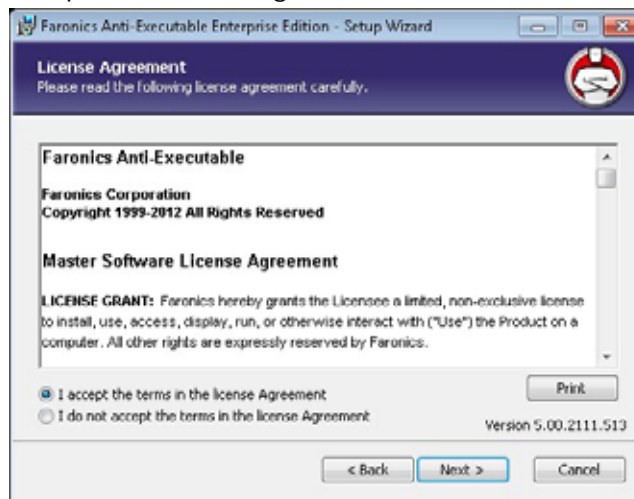 Faronics Anti-Executable Enterprise Edition - Setup Wizard
License Agreement
Please read the following license agreement carefully.
Faronics Anti-Executable
Faronics Corporation
Copyright 1999-2012 All Rights Reserved
Master Software License Agreement
LICENSE GRANT: Faronics hereby grants the Licensee a limited, non-exclusive license
to install, use, access, display, run, or otherwise interact with ("Use") the Product on a
computer. All other rights are expressly reserved by Faronics.
I accept the terms in the license Agreement
Print
I do not accept the terms in the license Agreement
Version 5.00.2111.513
< Back
Next >
Cancel